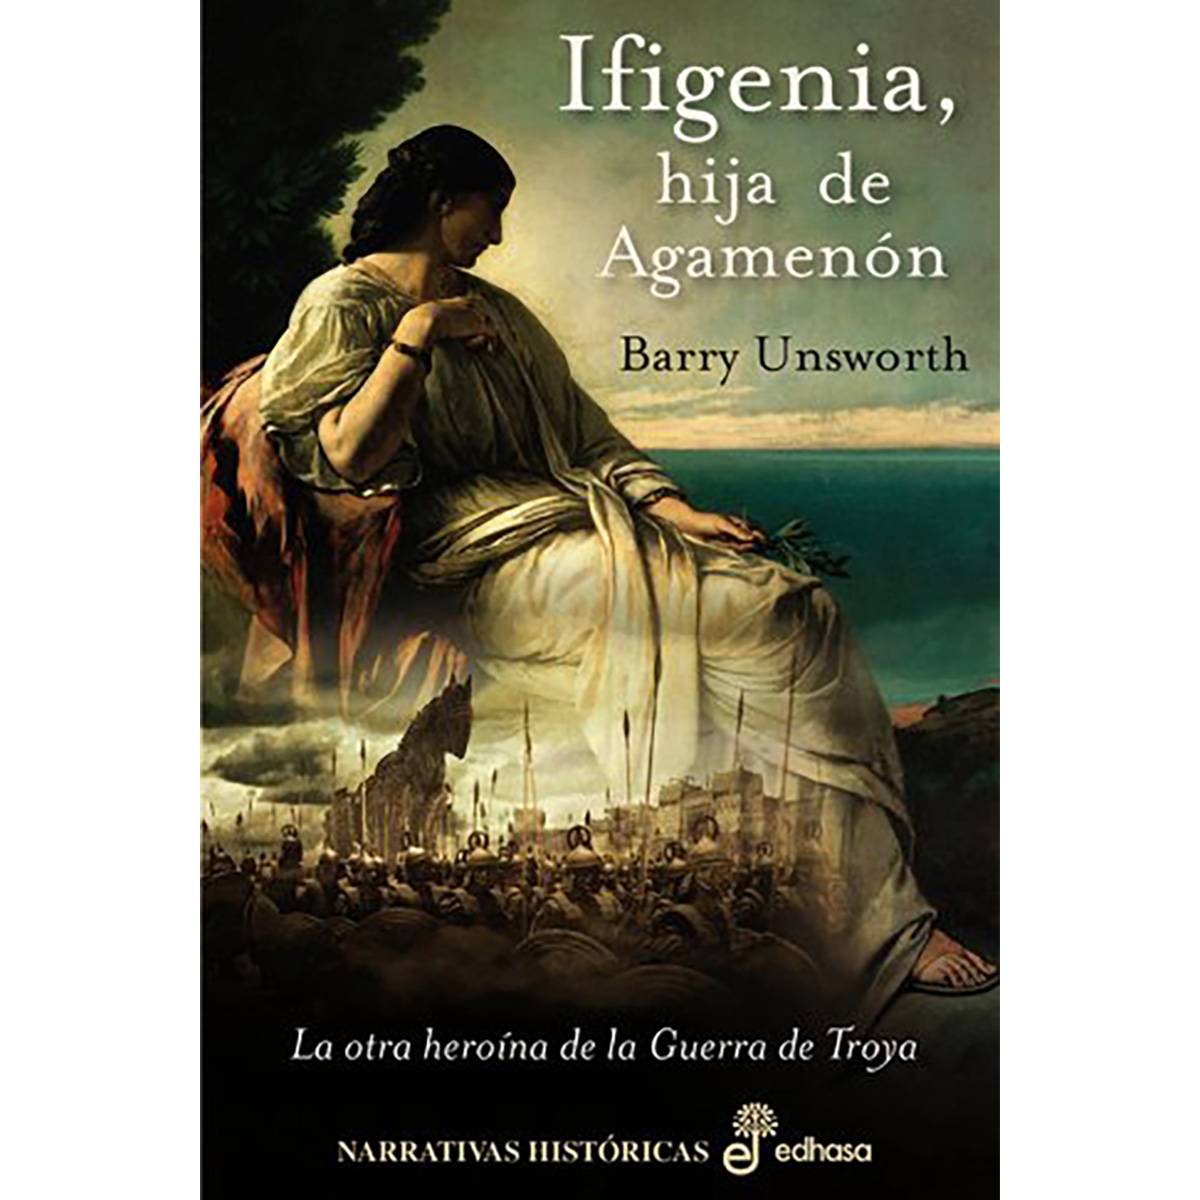 Ifigenia,
hija de
Agamenón
Barry Unsworth
La otra heroína de la Guerra de Troya
NARRATIVAS HISTÓRICAS edhasa